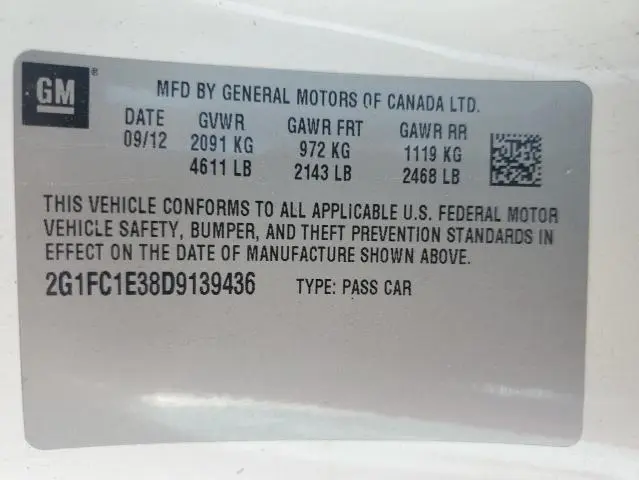 GM ®
MFD BY GENERAL MOTORS OF CANADA LTD.
DATE GVWR GAWR FRT GAWR RR
09/12 2091 KG 972 KG 1119 KG
4611 LB 2143 LB 2468 LB
THIS VEHICLE CONFORMS TO ALL APPLICABLE U.S. FEDERAL MOTOR
VEHICLE SAFETY, BUMPER, AND THEFT PREVENTION STANDARDS IN
EFFECT ON THE DATE OF MANUFACTURE SHOWN ABOVE.
2G1FC1E38D9139436 TYPE: PASS CAR